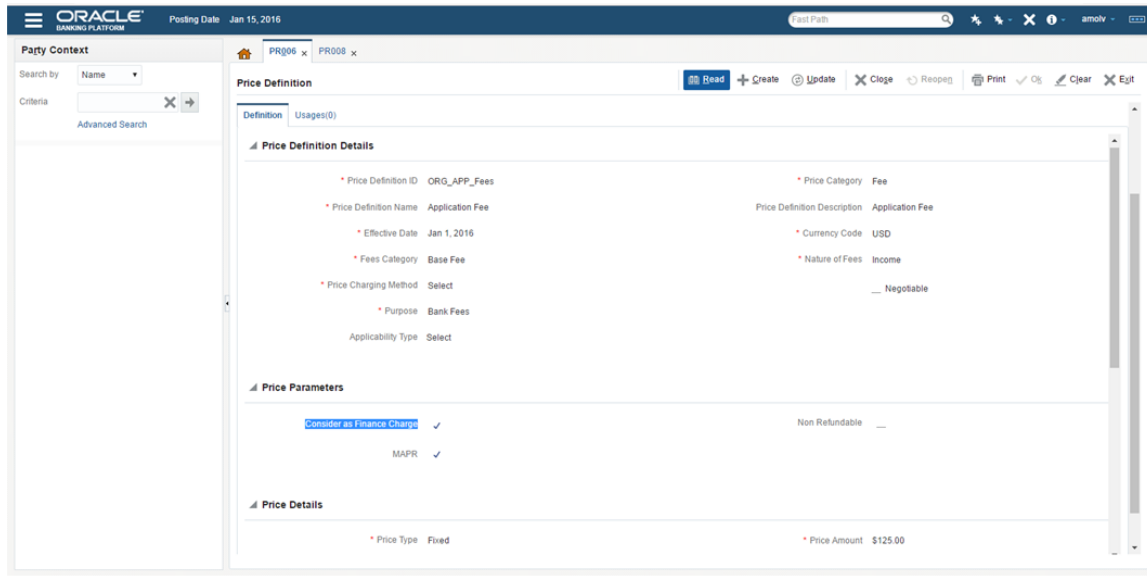 ORACLE BANKING PLATFORM Posting Date Jan 15, 2016 Fast Path amolv
Party Context
Search by Name
Criteria
Advanced Search
PR006 x PR008 x
Price Definition Read Create Update Close Reopen Print Ok Clear Exit
Definition Usages(0)
Price Definition Details
* Price Definition ID ORG_APP_Fees * Price Category Fee
* Price Definition Name Application Fee Price Definition Description Application Fee
* Effective Date Jan 1, 2016 * Currency Code USD
* Fees Category Base Fee * Nature of Fees Income
* Price Charging Method Select Negotiable
* Purpose Bank Fees
Applicability Type Select
Price Parameters
Consider as Finance Charge Non Refundable
MAPR
Price Details
* Price Type Fixed * Price Amount $125.00